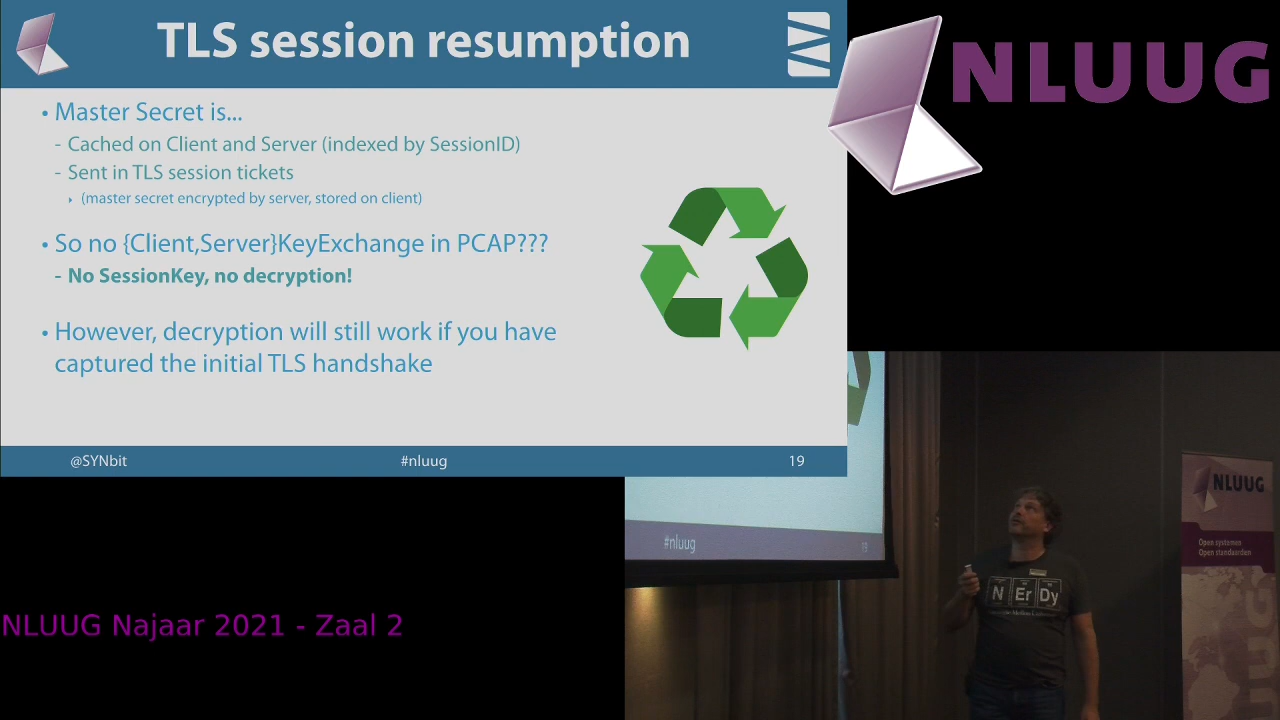 TLS session resumption
• Master Secret is...
- Cached on Client and Server (indexed by SessionID)
- Sent in TLS session tickets
‣ (master secret encrypted by server, stored on client)
• So no {Client,Server}KeyExchange in PCAP???
- No SessionKey, no decryption!
• However, decryption will still work if you have
captured the initial TLS handshake
@SYNbit #nluug 19
NLUUG
#nluug 19
N Er Dy
NLUUG
Open systemen
Open standaarden
NLUUG Najaar 2021 - Zaal 2